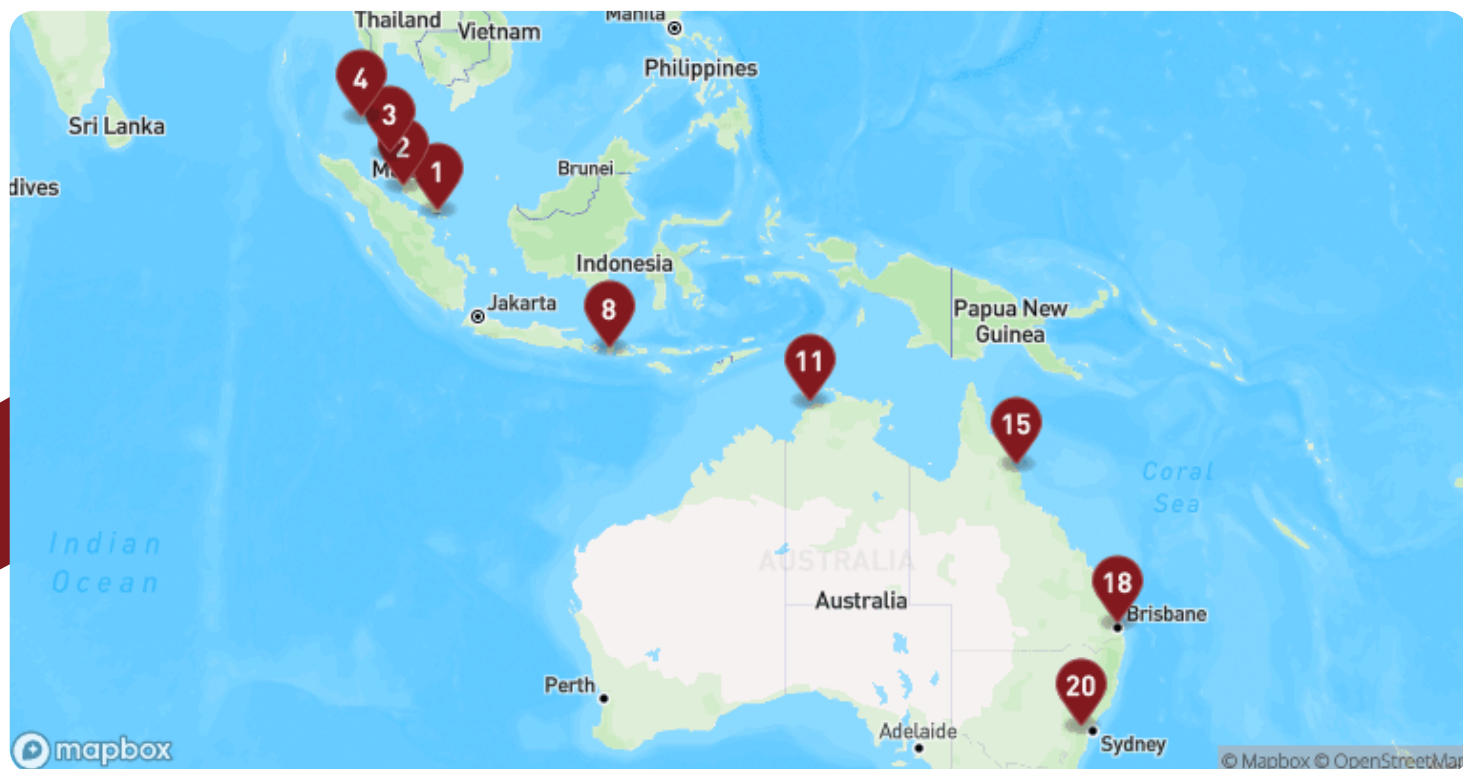 Thailand
Vietnam
Manila
Philippines
Sri Lanka
dives
4
3
2
1
M
Brunei
Indonesia
Jakarta
8
Papua New
Guinea
11
15
Coral
Sea
Indian
Ocean
AUSTRALIA
Australia
18
Brisbane
20
Perth
Adelaide
Sydney
mapbox
© Mapbox © OpenStreetMap